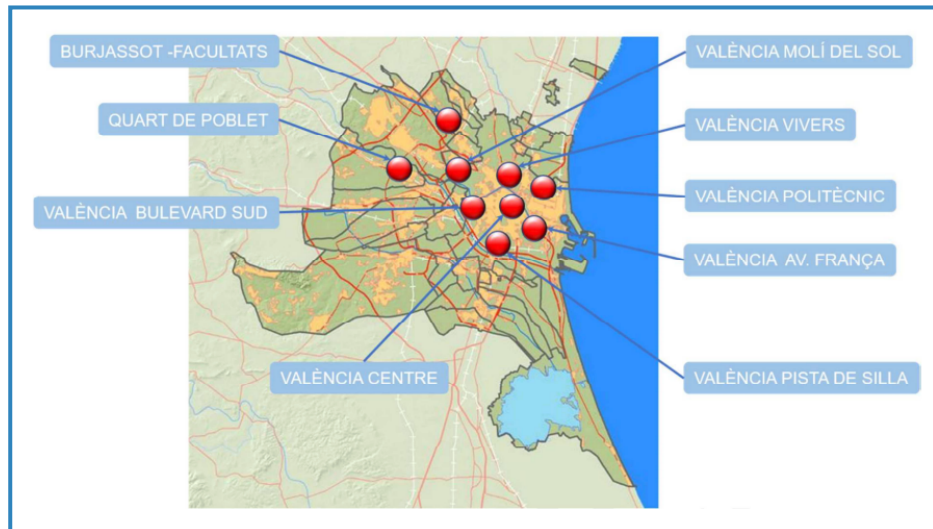 BURJASSOT -FACULTATS
VALÈNCIA MOLÍ DEL SOL
QUART DE POBLET
VALÈNCIA VIVERS
VALÈNCIA POLITÈCNIC
VALÈNCIA BULEVARD SUD
VALÈNCIA AV. FRANÇA
VALÈNCIA CENTRE
VALÈNCIA PISTA DE SILLA